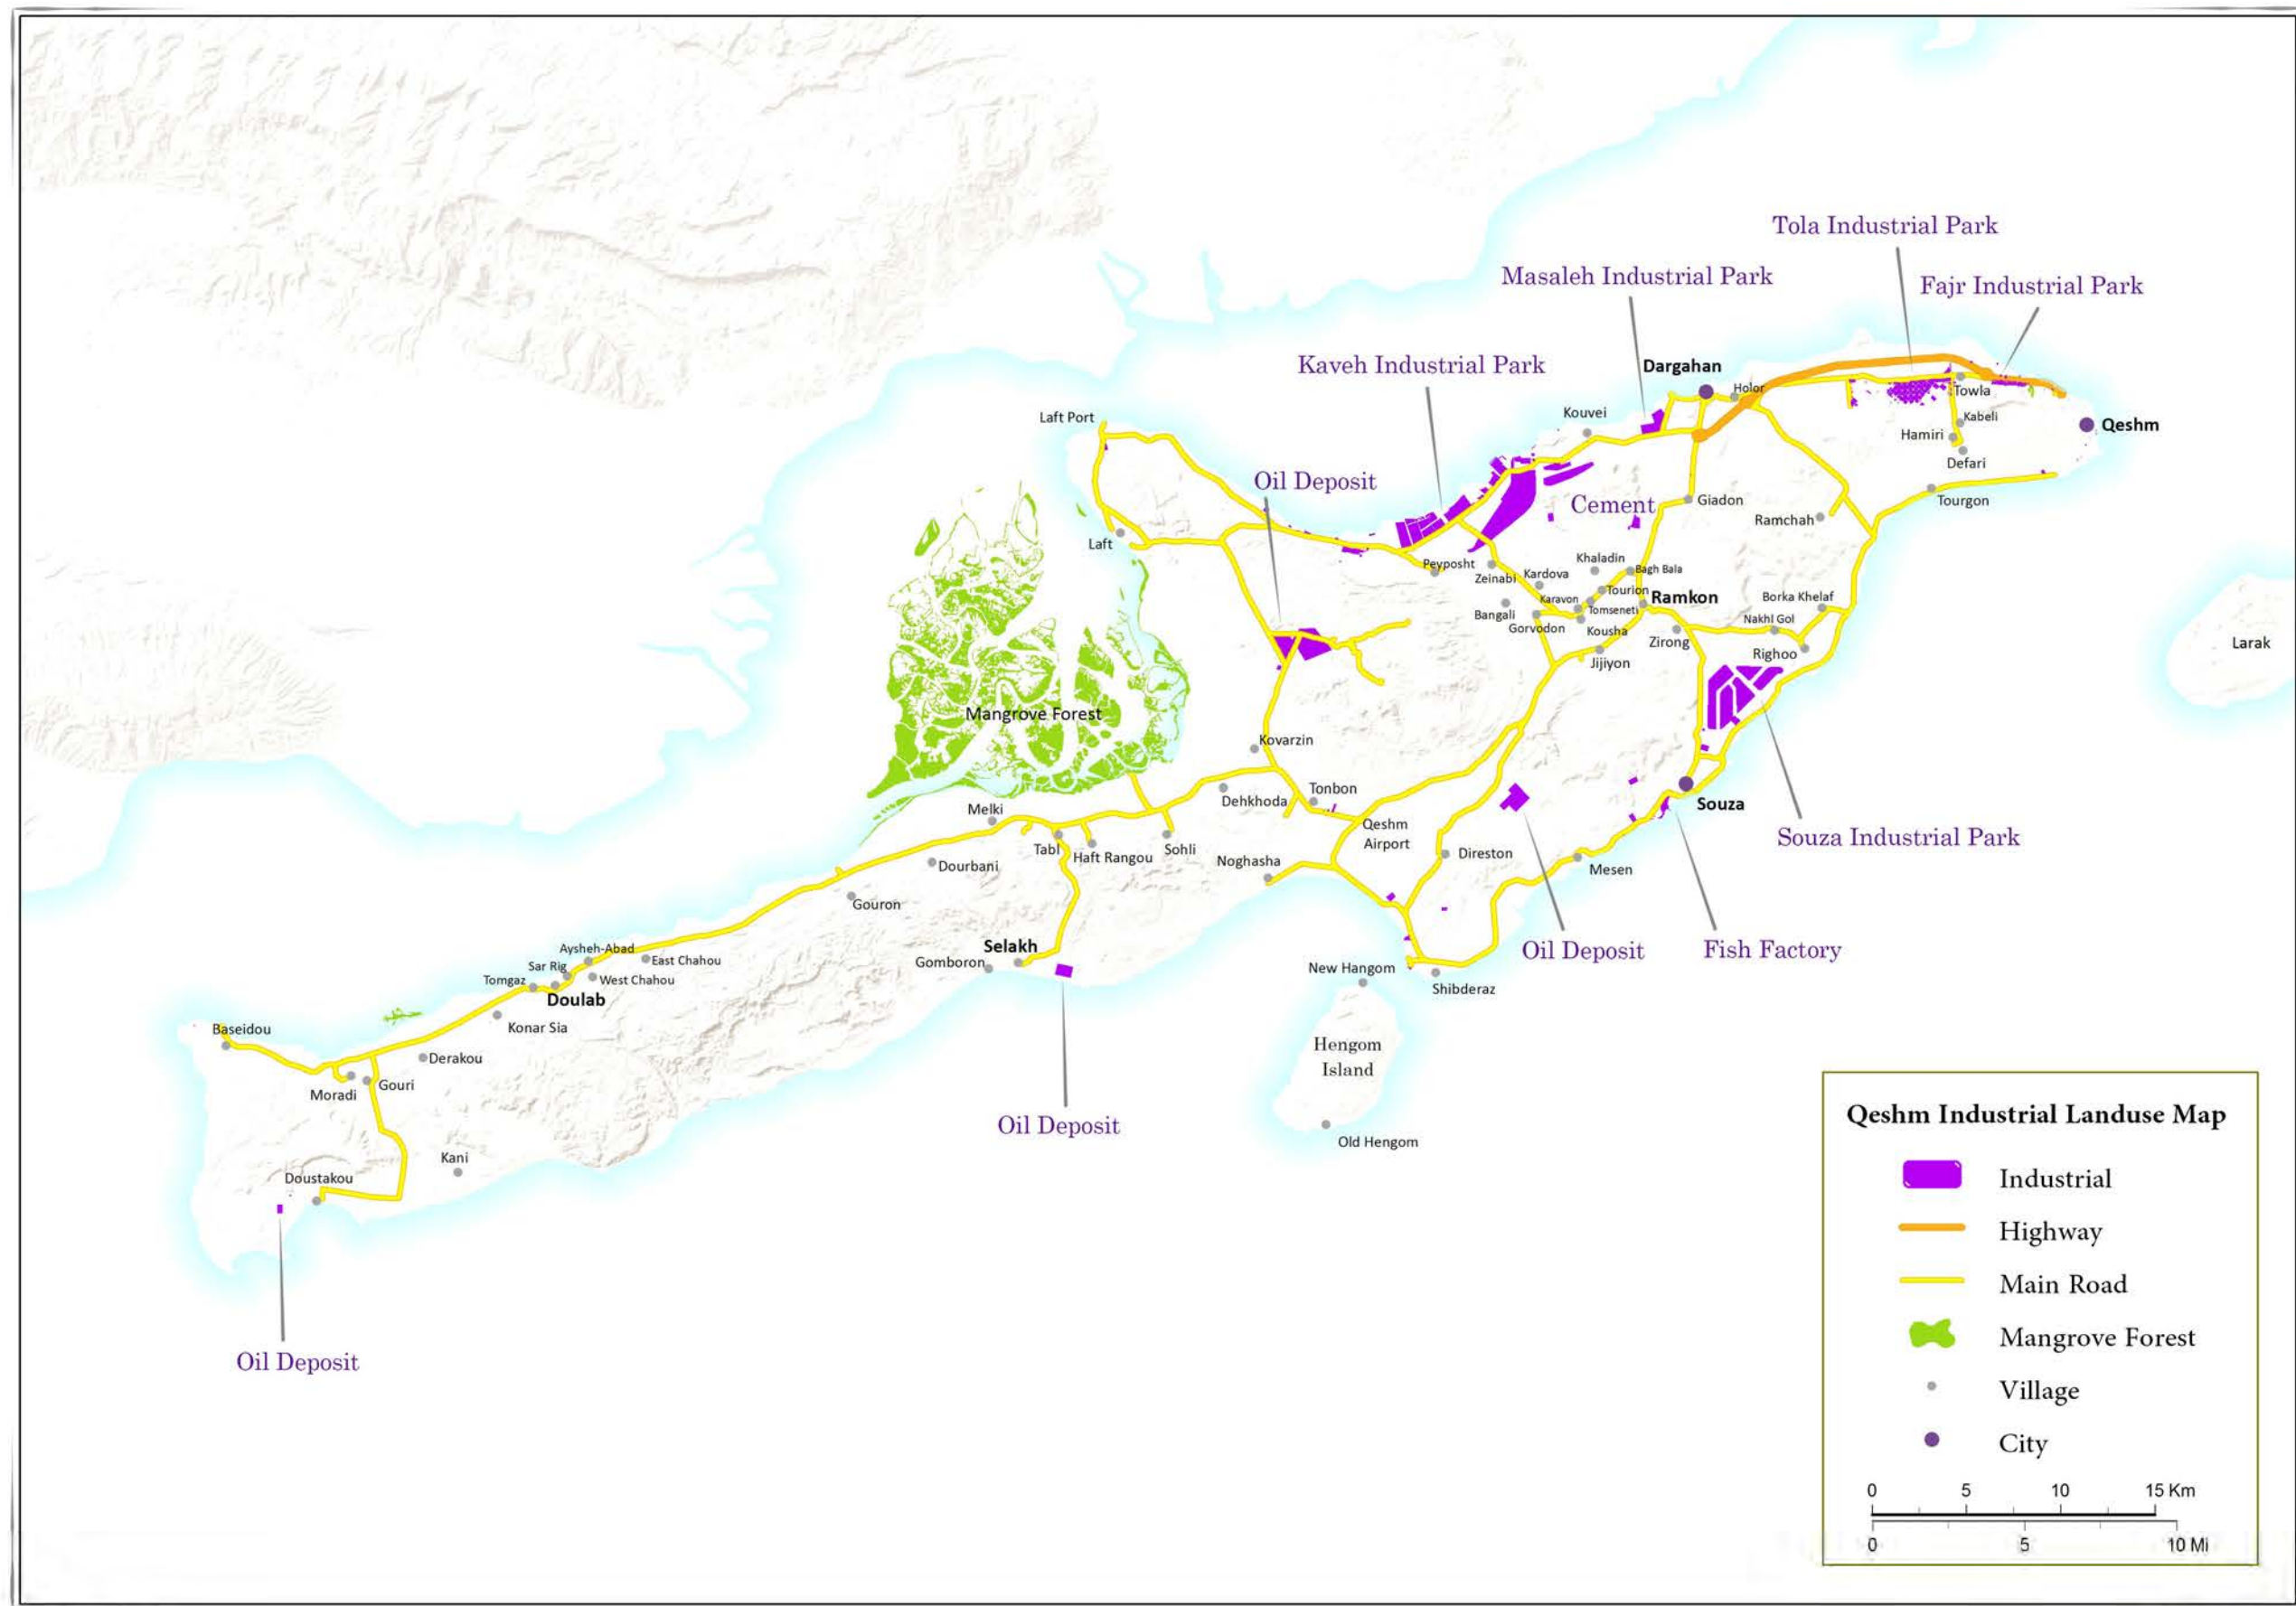 Tola Industrial Park
Masaleh Industrial Park
Fajr Industrial Park
Kaveh Industrial Park
Dargahan
Holor
Towla
Kabeli
Hamiri
Defari
Qeshm
Laft Port
Kouvei
Oil Deposit
Cement
Giadon
Tourgon
Ramchah
Laft
Peyposht
Zeinabi
Kardova
Khaladin
Bagh Bala
Tourion
Karavon
Tomseneti
Ramkon
Borka Khelaf
Bangali
Gorvodon
Kousha
Nakhl Gol
Zirong
Righoo
Jijiyon
Larak
Mangrove Forest
Kovarzin
Dehkhoda
Tonbon
Melki
Souza
Qeshm
Airport
Souza Industrial Park
Tabl
Haft Rangou
Sohli
Noghasha
Direston
Mesen
Dourbani
Gouron
Selakh
Gomboron
Oil Deposit
Fish Factory
Aysheh-Abad
East Chahou
Sar Rig
Tomgaz
West Chahou
Doulab
New Hangom
Shibderaz
Konar Sia
Baseidou
Hengom
Island
Derakou
Gouri
Moradi
Oil Deposit
Old Hengom
Kani
Doustakou
Oil Deposit
Qeshm Industrial Landuse Map
Industrial
Highway
Main Road
Mangrove Forest
Village
City
0 5 10 15 Km
0 5 10 Mi